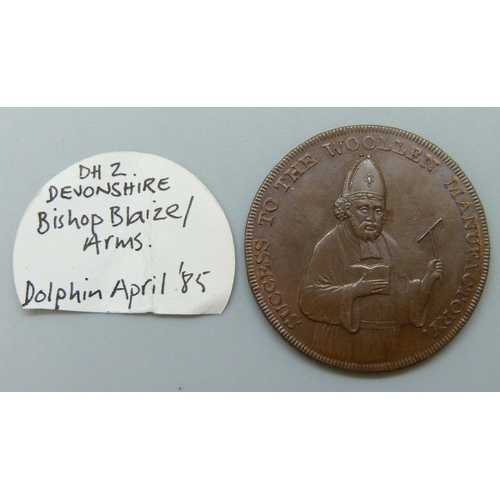 DH 2.
DEVONSHIRE
Bishop Blaize/
Arms.
Dolphin April '85
SUCCESS TO THE WOOLLEN MANUFACTORY.